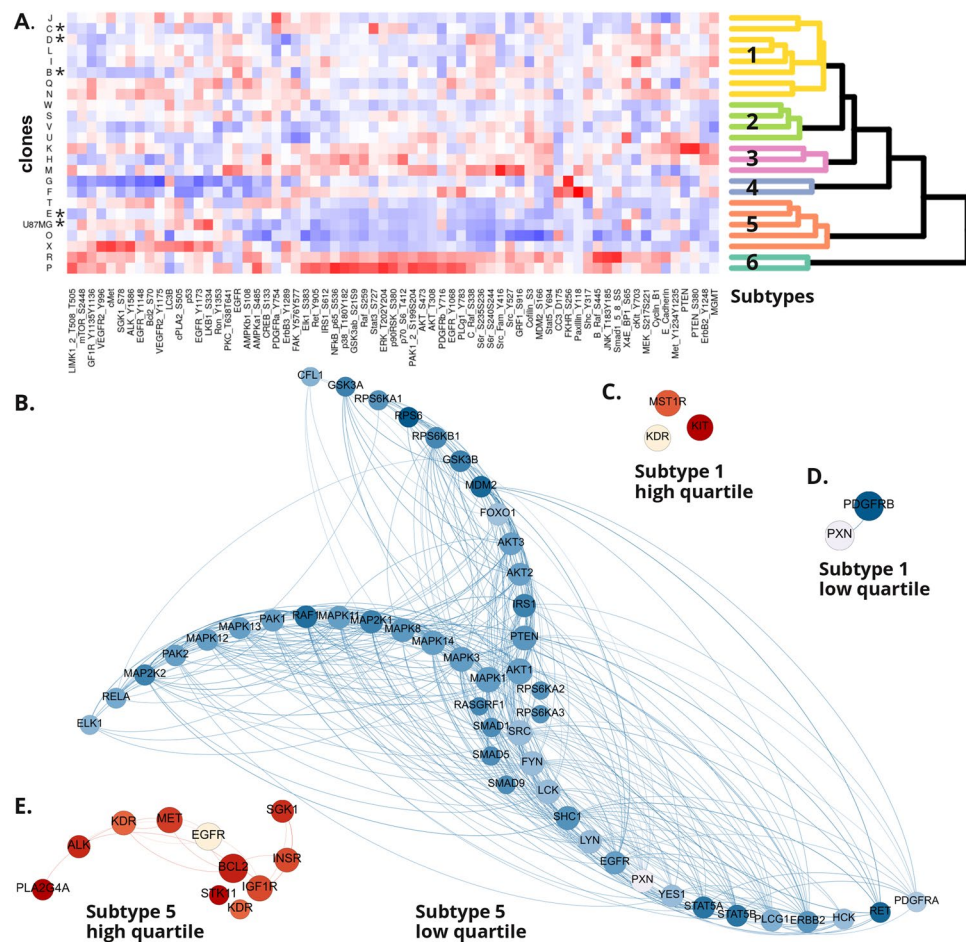 A.
clones
J
C *
D *
L
I
B *
Q
N
W
S
V
U
K
H
M
G
F
T
E *
U87MG *
O
X
R
P
1
2
3
4
5
6
Subtypes
LIMK1_2_T508_T505
mTOR_S2448
GF1R_Y1135Y1136
VEGFR2_Y996
cMet
SGK1_S78
ALK_Y1586
EGFR_Y1148
Bcl2_S70
VEGFR2_Y1175
LC3B
cPLA2_S505
p53
EGFR_Y1173
LKB1_S334
Ron_Y1353
PKC_T638T641
EGFR
AMPKb1_S108
AMPKa1_S485
CREB_S133
PDGFRa_Y754
ErbB3_Y1289
FAK_Y576Y577
Elk1_S383
Ret_Y905
IRS1_S612
NFkB_p65_S536
p38_T180Y182
GSK3ab_S21S9
Raf_S259
Stat3_S727
ERK_T202Y204
p90RSK_S380
p70_S6_T412
PAK1_2_S199S204
AKT_S473
AKT_T308
PDGFRb_Y716
EGFR_Y1068
PLCg1_Y783
C_Raf_S338
S6r_S235S236
S6r_S240S244
Src_Fam_Y416
Src_Y527
GRF1_S916
Cofilin_S3
MDM2_S166
Stat5_Y694
CC3_D175
FKHR_S256
Paxillin_Y118
Shc_Y317
B_Raf_S445
JNK_T183Y185
Smad1_5_8_SS
X4E_BP1_S65
cKit_Y703
MEK_S217S221
Cyclin_B1
E_Cadherin
Met_Y1234Y1235
PTEN
PTEN_S380
ErbB2_Y1248
MGMT
B.
CFL1
GSK3A
RPS6KA1
RPS6
RPS6KB1
GSK3B
MDM2
FOXO1
AKT3
AKT2
IRS1
PTEN
AKT1
RPS6KA2
RPS6KA3
SRC
FYN
LCK
SHC1
LYN
EGFR
PXN
YES1
STAT5A
STAT5B
PLCG1
ERBB2
HCK
RET
PDGFRA
MAPK11
RAF1
MAP2K1
PAK1
MAPK8
MAPK13
MAPK14
MAPK12
MAPK3
PAK2
MAPK1
MAP2K2
RELA
ELK1
RASGRF1
SMAD1
SMAD5
SMAD9
Subtype 5
low quartile
C.
MST1R
KIT
KDR
Subtype 1
high quartile
D.
PDGFRB
PXN
Subtype 1
low quartile
E.
SGK1
MET
KDR
EGFR
ALK
INSR
BCL2
PLA2G4A
STK11
IGF1R
KDR
Subtype 5
high quartile